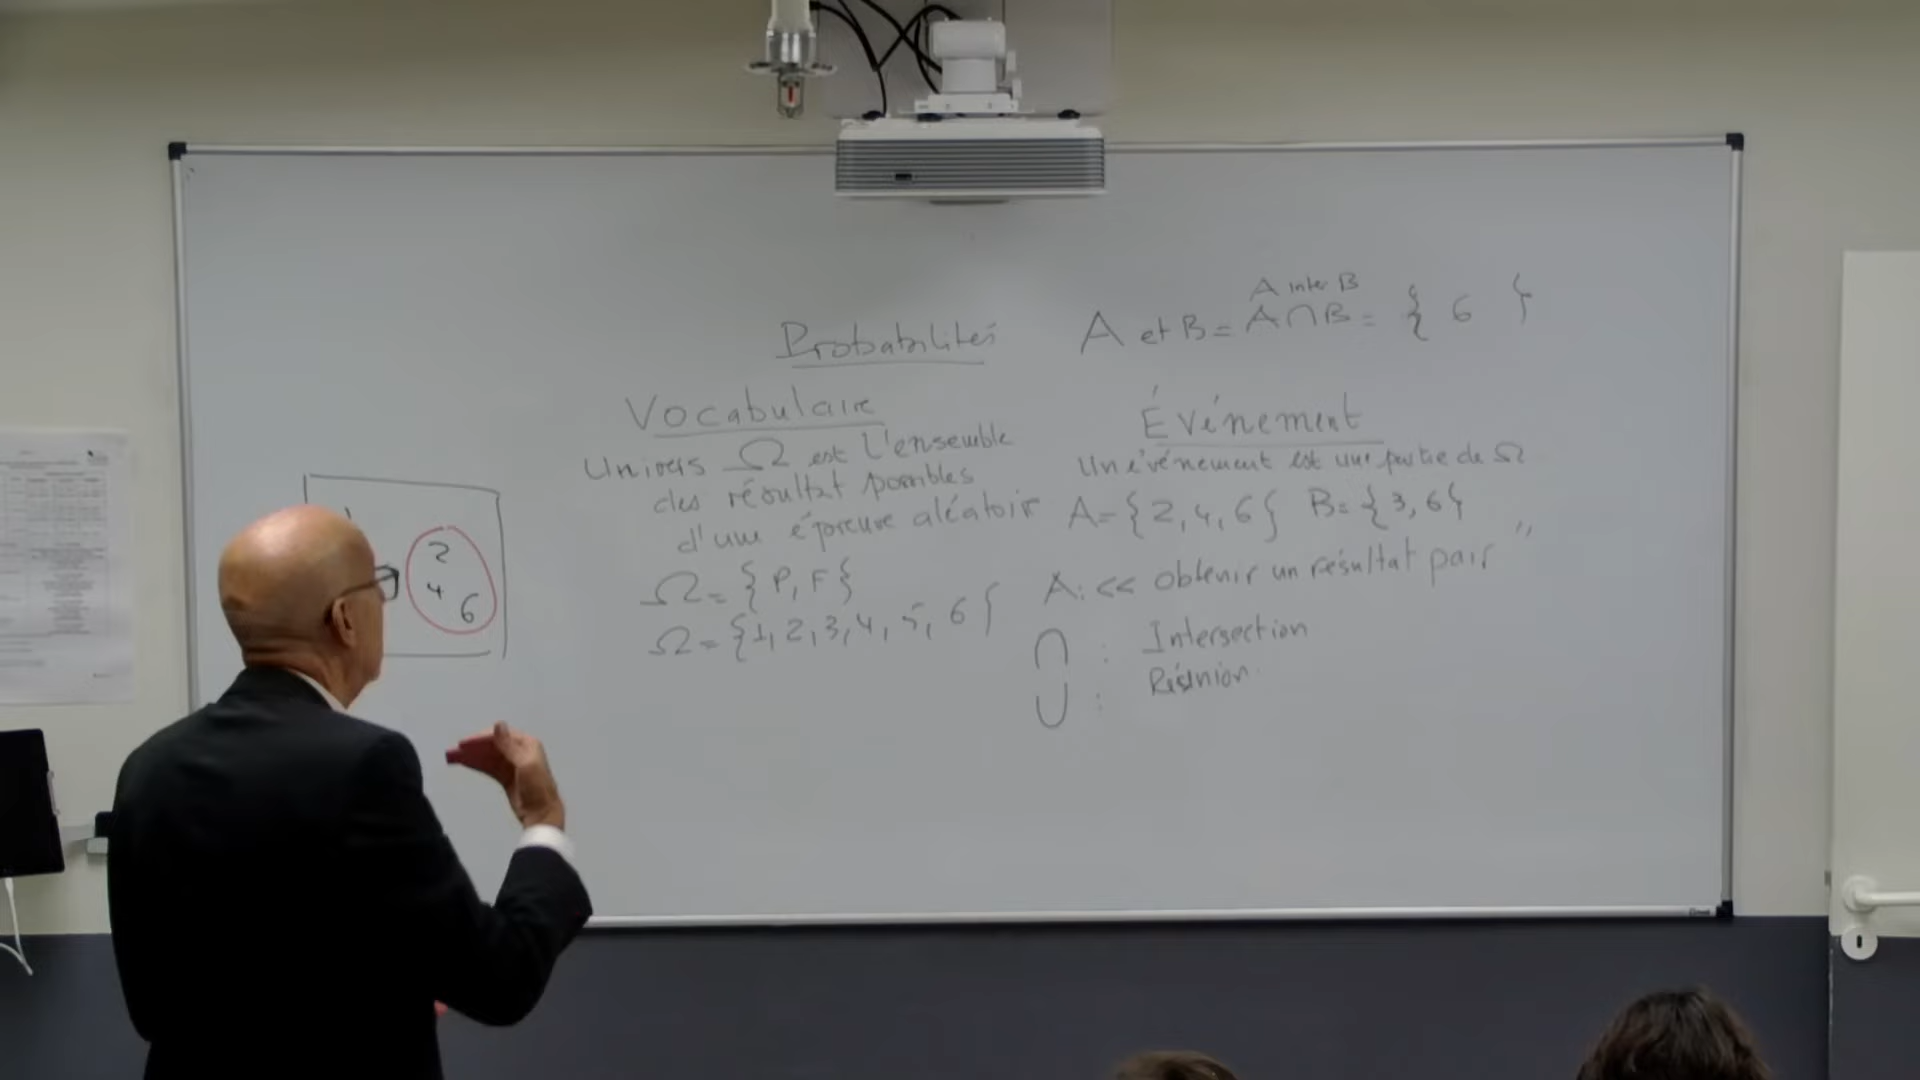 Probabilités
A inter B
A et B = A ∩ B = { 6 }
Vocabulaire
Univers Ω est l'ensemble
des résultat possibles
d'une épreuve aléatoire
Ω = { P, F }
Ω = { 1, 2, 3, 4, 5, 6 }
Événement
Un événement est une partie de Ω
A = { 2, 4, 6 } B = { 3, 6 }
A : << obtenir un résultat pair "
∩ : Intersection
∪ : Réunion
2
4
6